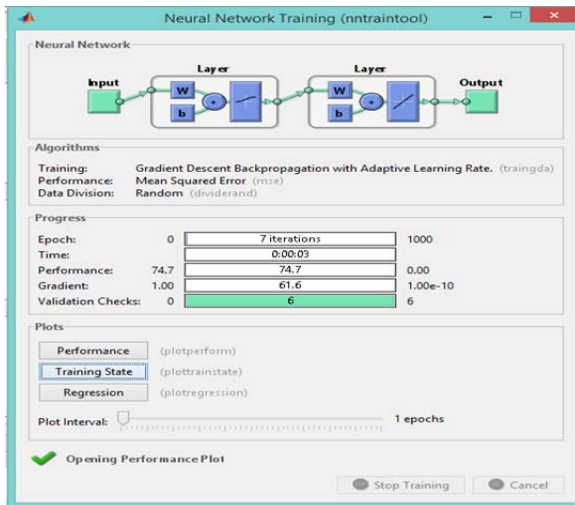 Neural Network Training (nntraintool)
Neural Network
Layer Layer
Input Output
W W
+ +
b b
Algorithms
Training: Gradient Descent Backpropagation with Adaptive Learning Rate. (traingda)
Performance: Mean Squared Error (mse)
Data Division: Random (dividerand)
Progress
Epoch: 0 7 iterations 1000
Time: 0:00:03
Performance: 74.7 74.7 0.00
Gradient: 1.00 61.6 1.00e-10
Validation Checks: 0 6 6
Plots
Performance (plotperform)
Training State (plottrainstate)
Regression (plotregression)
Plot Interval: 1 epochs
Opening Performance Plot
Stop Training Cancel